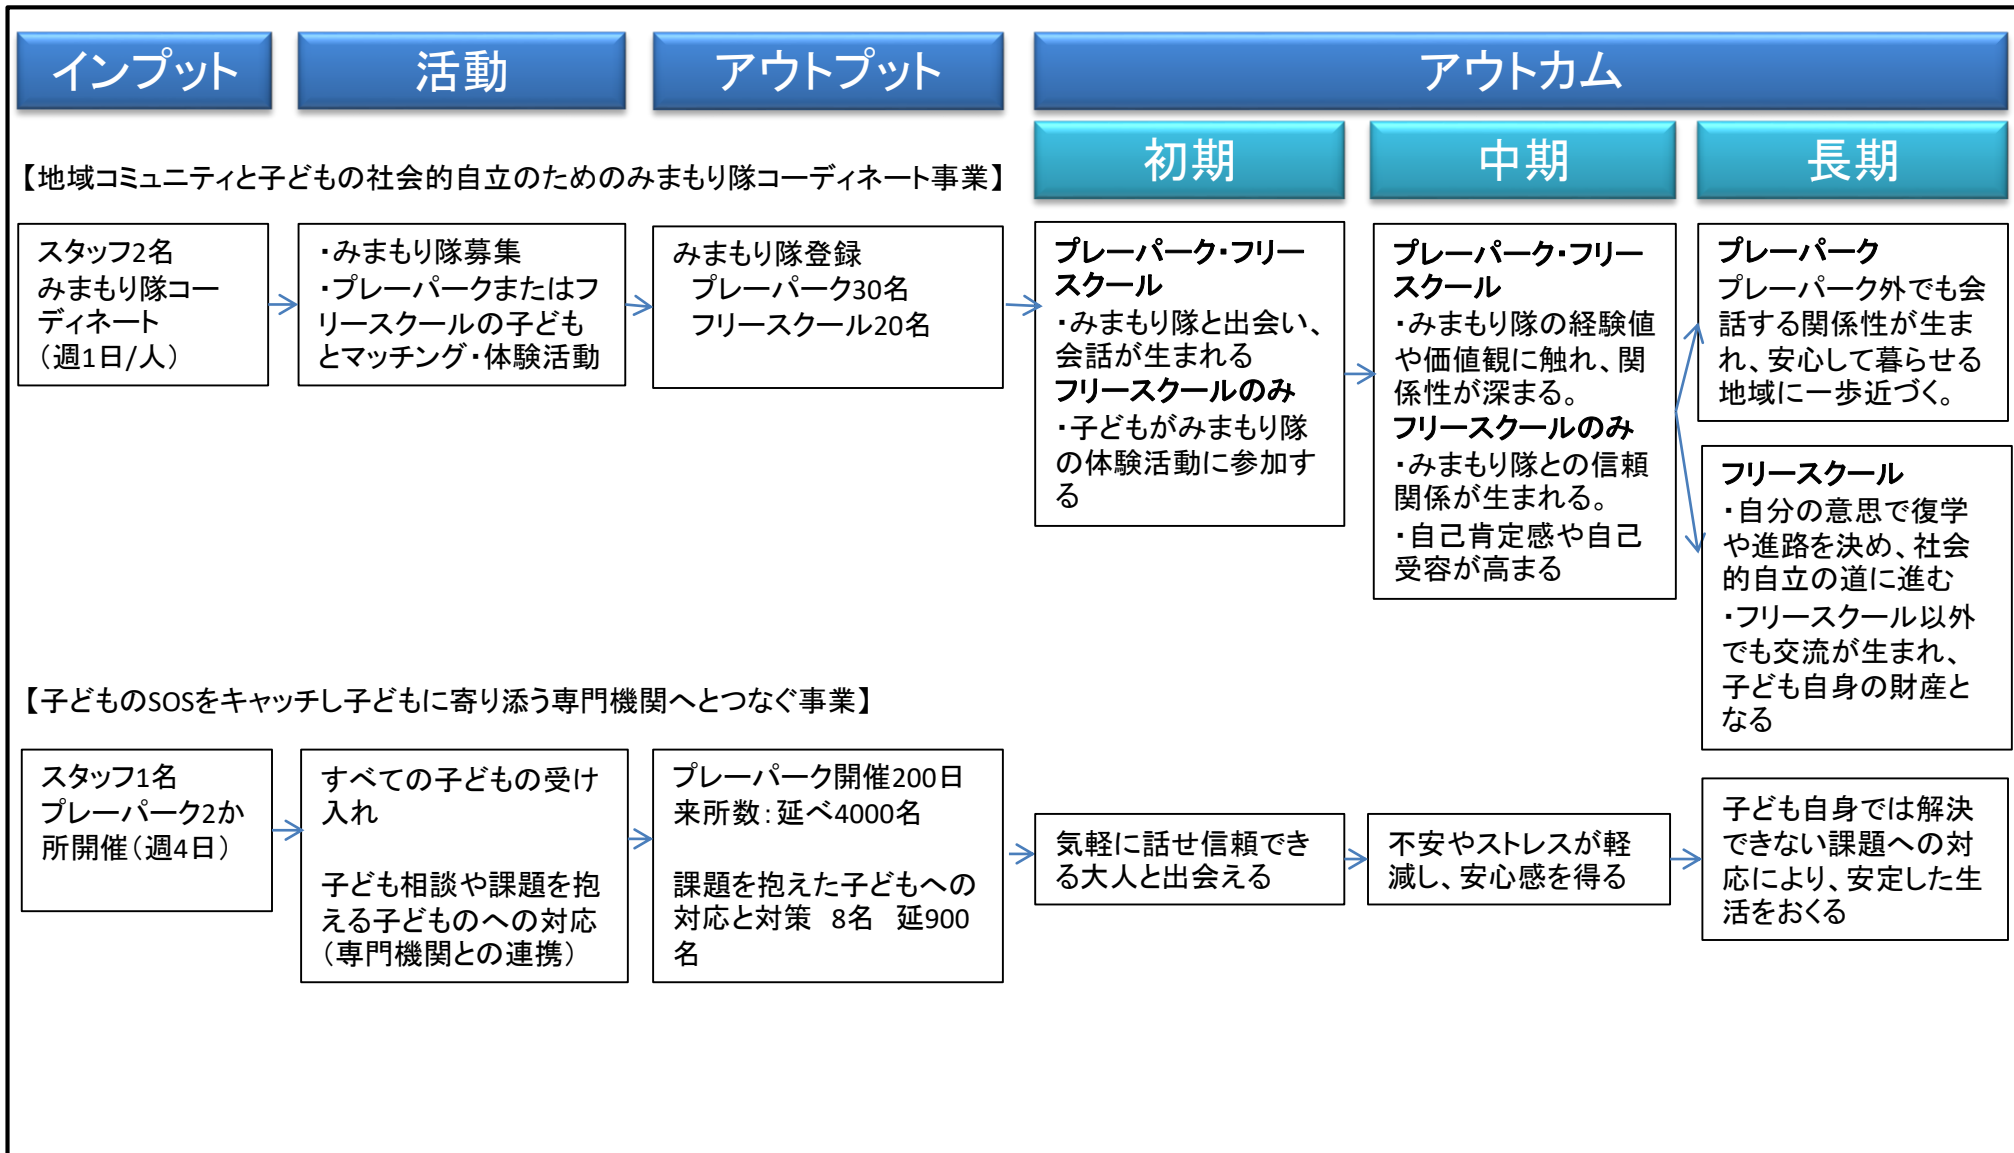 インプット
活動
アウトプット
アウトカム
初期
中期
長期
【地域コミュニティと子どもの社会的自立のためのみまもり隊コーディネート事業】
スタッフ2名
みまもり隊コー
ディネート
（週1日/人）
・みまもり隊募集
・プレーパークまたはフ
リースクールの子ども
とマッチング・体験活動
みまもり隊登録
プレーパーク30名
フリースクール20名
プレーパーク・フリー
スクール
・みまもり隊と出会い、
会話が生まれる
フリースクールのみ
・子どもがみまもり隊
の体験活動に参加す
る
プレーパーク・フリー
スクール
・みまもり隊の経験値
や価値観に触れ、関
係性が深まる。
フリースクールのみ
・みまもり隊との信頼
関係が生まれる。
・自己肯定感や自己
受容が高まる
プレーパーク
プレーパーク外でも会
話する関係性が生ま
れ、安心して暮らせる
地域に一歩近づく。
フリースクール
・自分の意思で復学
や進路を決め、社会
的自立の道に進む
・フリースクール以外
でも交流が生まれ、
子ども自身の財産と
なる
【子どものSOSをキャッチし子どもに寄り添う専門機関へとつなぐ事業】
スタッフ1名
プレーパーク2か
所開催（週4日）
すべての子どもの受け
入れ
子ども相談や課題を抱
える子どものへの対応
（専門機関との連携）
プレーパーク開催200日
来所数：延べ4000名
課題を抱えた子どもへの
対応と対策　8名　延900
名
気軽に話せ信頼でき
る大人と出会える
不安やストレスが軽
減し、安心感を得る
子ども自身では解決
できない課題への対
応により、安定した生
活をおくる